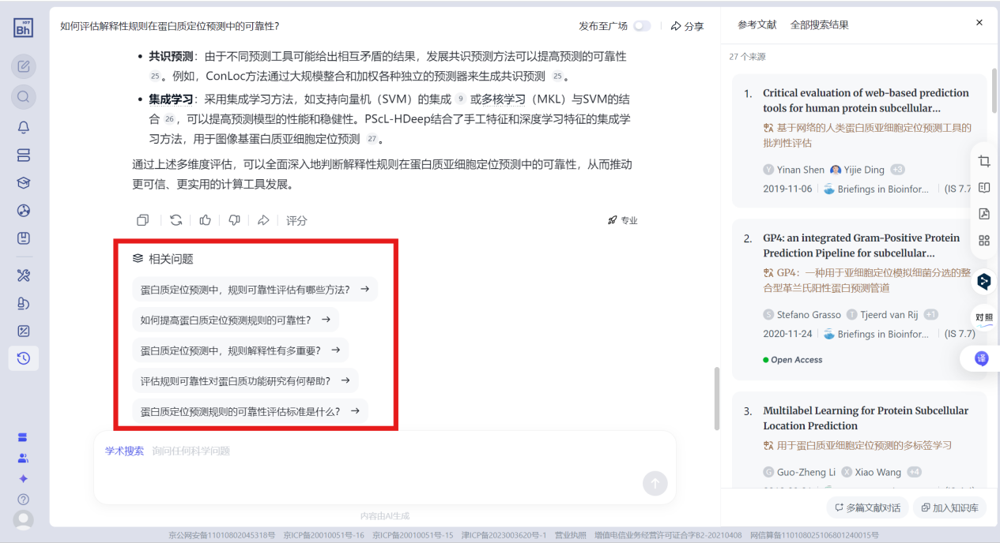 107
Bh
如何评估解释性规则在蛋白质定位预测中的可靠性?
发布至广场
分享
• 共识预测：由于不同预测工具可能给出相互矛盾的结果，发展共识预测方法可以提高预测的可靠性
25 。例如，ConLoc方法通过大规模整合和加权各种独立的预测器来生成共识预测 25 。
• 集成学习：采用集成学习方法，如支持向量机（SVM）的集成 9 或多核学习（MKL）与SVM的结
合 26 ，可以提高预测模型的性能和稳健性。PScL-HDeep结合了手工特征和深度学习特征的集成学
习方法，用于图像基蛋白质亚细胞定位预测 27 。
通过上述多维度评估，可以全面深入地判断解释性规则在蛋白质亚细胞定位预测中的可靠性，从而推动
更可信、更实用的计算工具发展。
评分
专业
相关问题
蛋白质定位预测中，规则可靠性评估有哪些方法? →
如何提高蛋白质定位预测规则的可靠性? →
蛋白质定位预测中，规则解释性有多重要? →
评估规则可靠性对蛋白质功能研究有何帮助? →
蛋白质定位预测规则的可靠性评估标准是什么? →
学术搜索 询问任何科学问题
内容由AI生成
参考文献 全部搜索结果
27 个来源
1. Critical evaluation of web-based prediction
tools for human protein subcellular...
基于网络的人类蛋白质亚细胞定位预测工具的
批判性评估
Y Yinan Shen Yijie Ding +3
2019-11-06 Briefings in Bioinfor... (IS 7.7
2. GP4: an integrated Gram-Positive Protein
Prediction Pipeline for subcellular...
GP4：一种用于亚细胞定位模拟细菌分选的整
合型革兰氏阳性蛋白预测管道
S Stefano Grasso T Tjeerd van Rij +1
2020-11-24 Briefings in Bioinfor... (IS 7.7)
Open Access
3. Multilabel Learning for Protein Subcellular
Location Prediction
用于蛋白质亚细胞定位预测的多标签学习
G Guo-Zheng Li X Xiao Wang +4
对照
译
多篇文献对话
加入知识库
京公网安备11010802045318号 京ICP备20010051号-16 京ICP备20010051号-15 津ICP备2023003620号-1 营业执照 增值电信业务经营许可证合字B2-20210408 网信算备110108025106801240015号